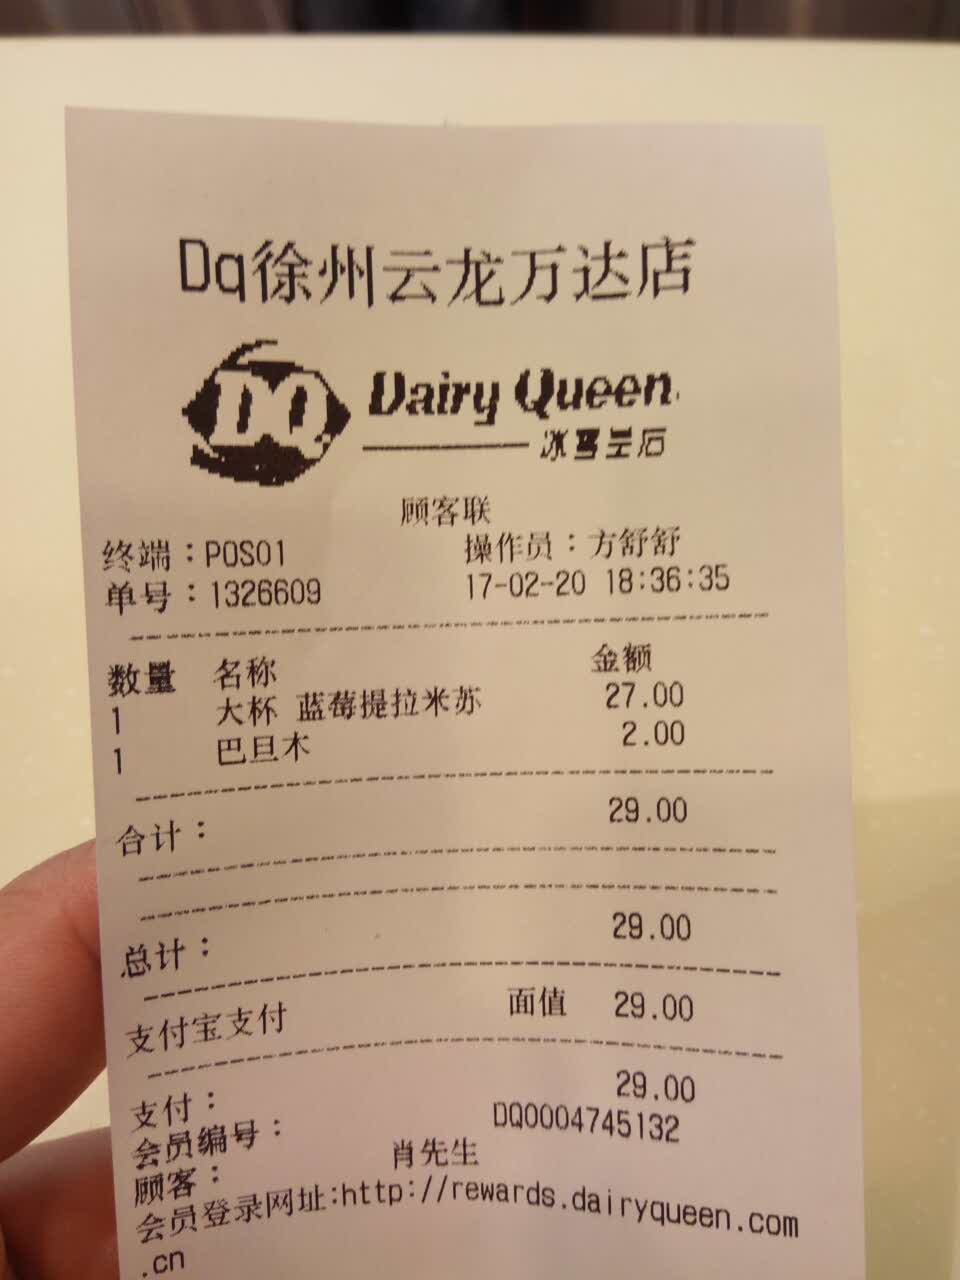 Dq徐州云龙万达店
DQ Dairy Queen
冰雪皇后
顾客联
终端：POS01 操作员：方舒舒
单号：1326609 17-02-20 18:36:35
数量 名称 金额
1 大杯 蓝莓提拉米苏 27.00
1 巴旦木 2.00
合计： 29.00
总计： 29.00
支付宝支付 面值 29.00
支付： 29.00
会员编号： DQ0004745132
顾客： 肖先生
会员登录网址:http://rewards.dairyqueen.com
.cn